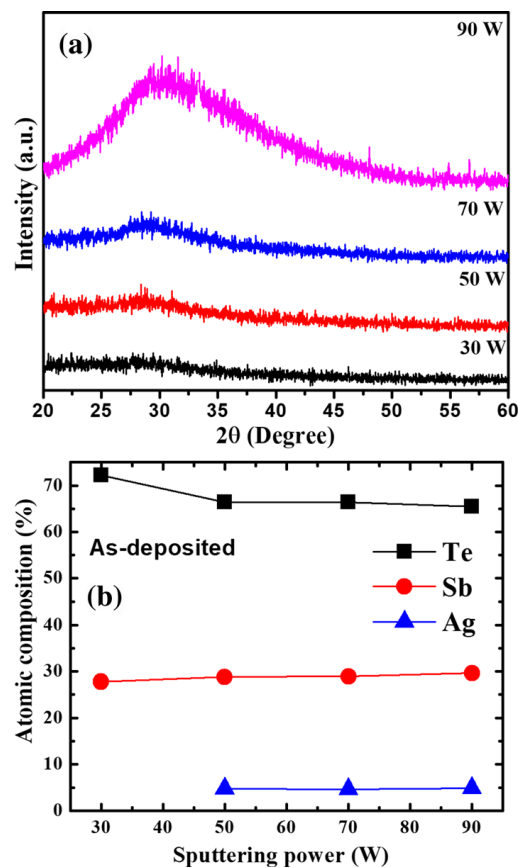 (a)
90 W
70 W
50 W
30 W
Intensity (a.u.)
20 25 30 35 40 45 50 55 60
2θ (Degree)
70
60
50
40
30
20
10
0
As-deposited
Te
Sb
Ag
(b)
Atomic composition (%)
30 40 50 60 70 80 90
Sputtering power (W)